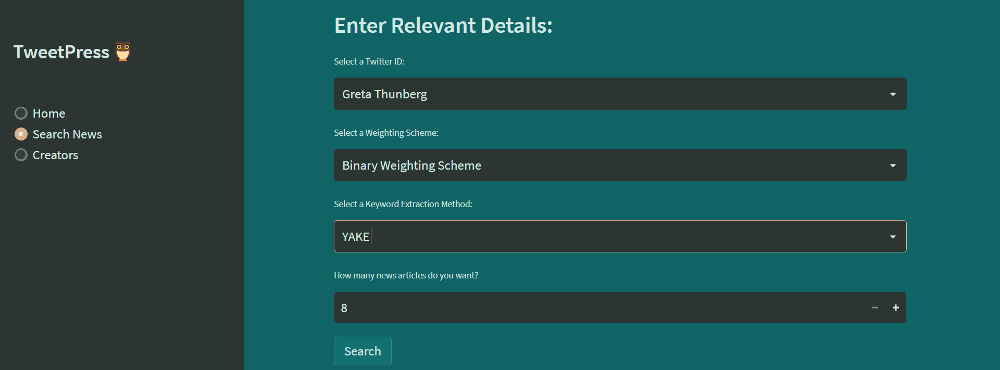 TweetPress
Home
Search News
Creators
Enter Relevant Details:
Select a Twitter ID:
Greta Thunberg
Select a Weighting Scheme:
Binary Weighting Scheme
Select a Keyword Extraction Method:
YAKE
How many news articles do you want?
8
Search